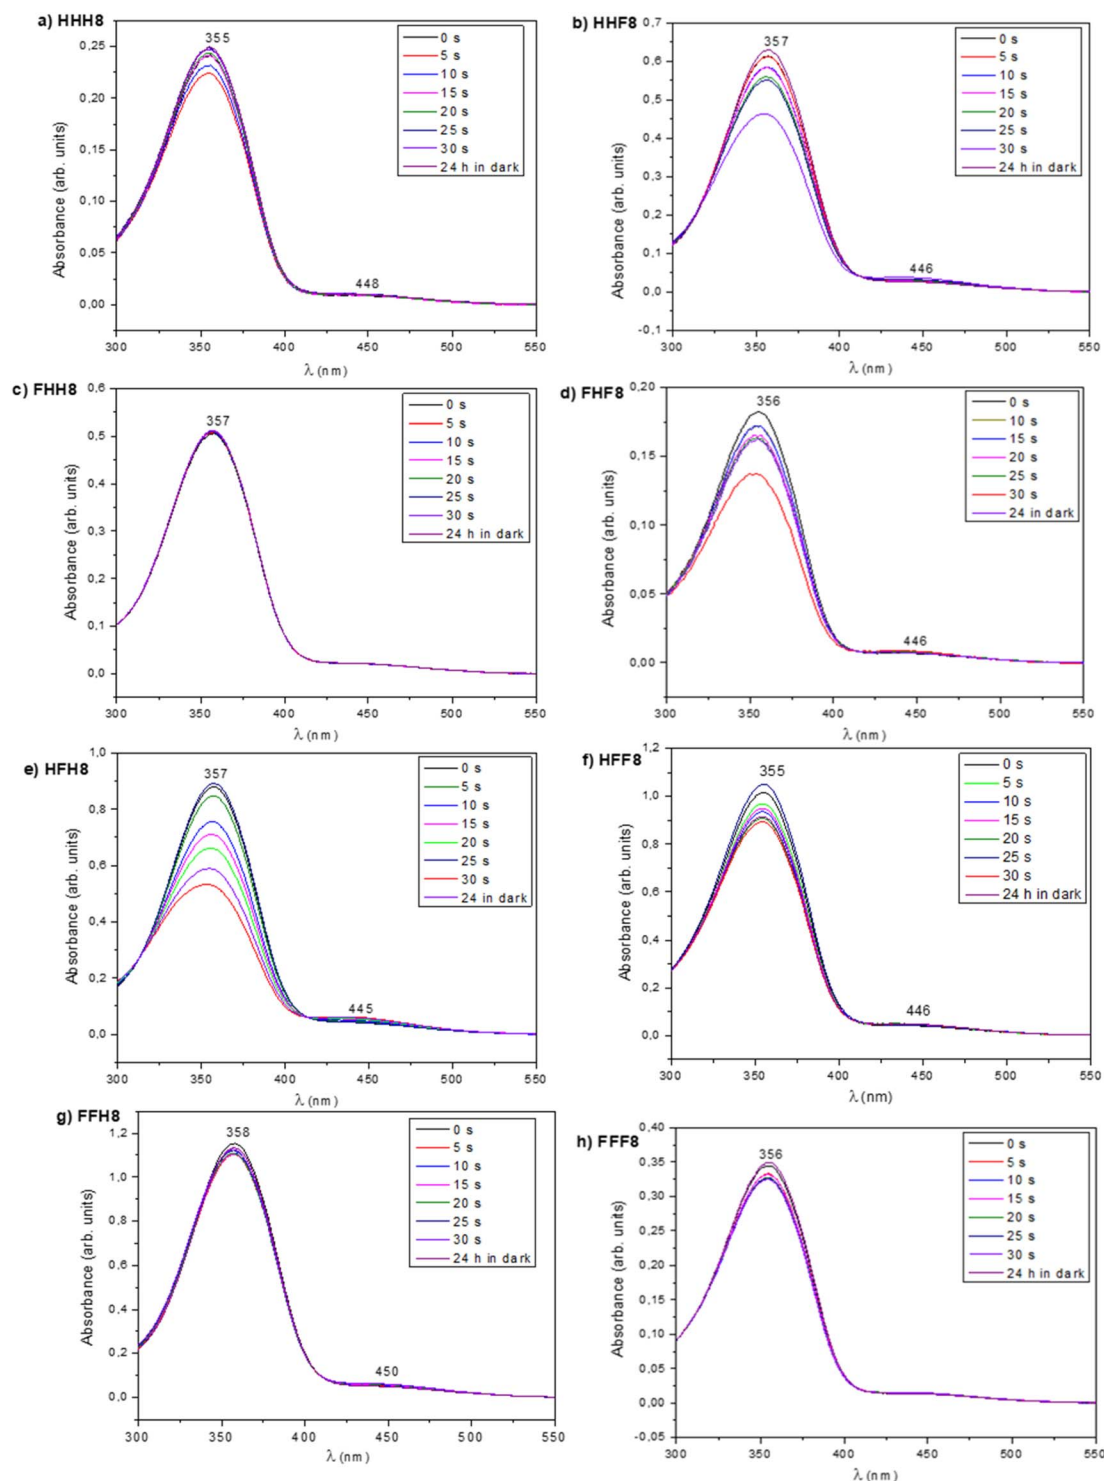 a) HHH8
355
0 s
5 s
10 s
15 s
20 s
25 s
30 s
24 h in dark
448
0,25
0,20
0,15
0,10
0,05
0,00
Absorbance (arb. units)
300 350 400 450 500 550
λ (nm)
b) HHF8
357
0 s
5 s
10 s
15 s
20 s
25 s
30 s
24 h in dark
446
0,7
0,6
0,5
0,4
0,3
0,2
0,1
0,0
-0,1
Absorbance (arb. units)
300 350 400 450 500 550
λ (nm)
c) FHH8
357
0 s
5 s
10 s
15 s
20 s
25 s
30 s
24 h in dark
0,6
0,5
0,4
0,3
0,2
0,1
0,0
Absorbance (arb. units)
300 350 400 450 500 550
λ (nm)
d) FHF8
356
0 s
10 s
15 s
20 s
25 s
30 s
24 in dark
446
0,20
0,15
0,10
0,05
0,00
Absorbance (arb. units)
300 350 400 450 500 550
λ (nm)
e) HFH8
357
0 s
5 s
10 s
15 s
20 s
25 s
30 s
24 in dark
445
1,0
0,8
0,6
0,4
0,2
0,0
Absorbance (arb. units)
300 350 400 450 500 550
λ (nm)
f) HFF8
355
0 s
5 s
10 s
15 s
20 s
25 s
30 s
24 h in dark
446
1,2
1,0
0,8
0,6
0,4
0,2
0,0
Absorbance (arb. units)
300 350 400 450 500 550
λ (nm)
g) FFH8
358
0 s
5 s
10 s
15 s
20 s
25 s
30 s
24 h in dark
450
1,2
1,0
0,8
0,6
0,4
0,2
0,0
Absorbance (arb. units)
300 350 400 450 500 550
λ (nm)
h) FFF8
356
0 s
5 s
10 s
15 s
20 s
25 s
30 s
24 h in dark
0,40
0,35
0,30
0,25
0,20
0,15
0,10
0,05
0,00
-0,05
Absorbance (arb. units)
300 350 400 450 500 550
λ (nm)